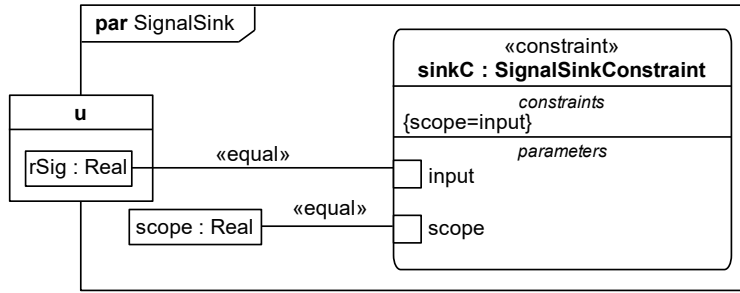 par SignalSink
«constraint»
sinkC : SignalSinkConstraint
constraints
{scope=input}
parameters
u
rSig : Real
«equal»
input
scope : Real
«equal»
scope